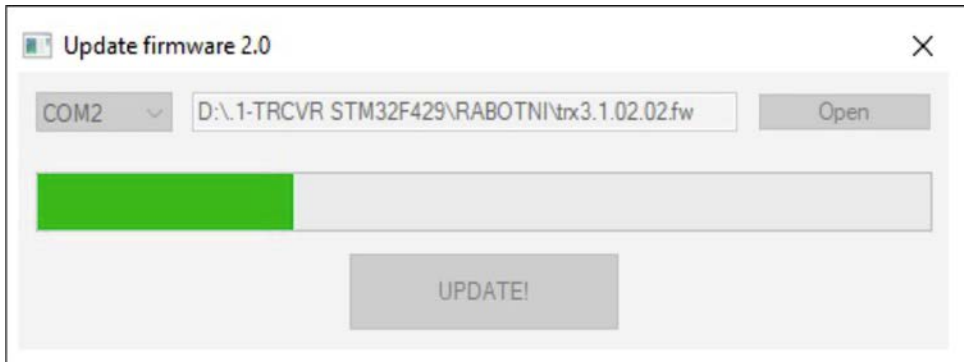 Update firmware 2.0
COM2 D:\.1-TRCVR STM32F429\RABOTNI\trx3.1.02.02.fw Open
UPDATE!